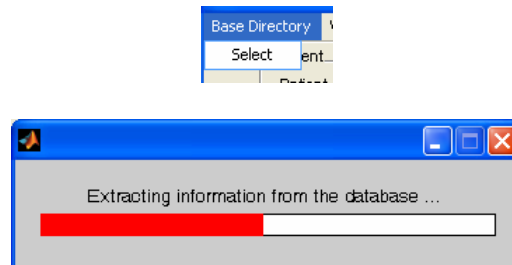 Base Directory
Select
ent
Extracting information from the database ...